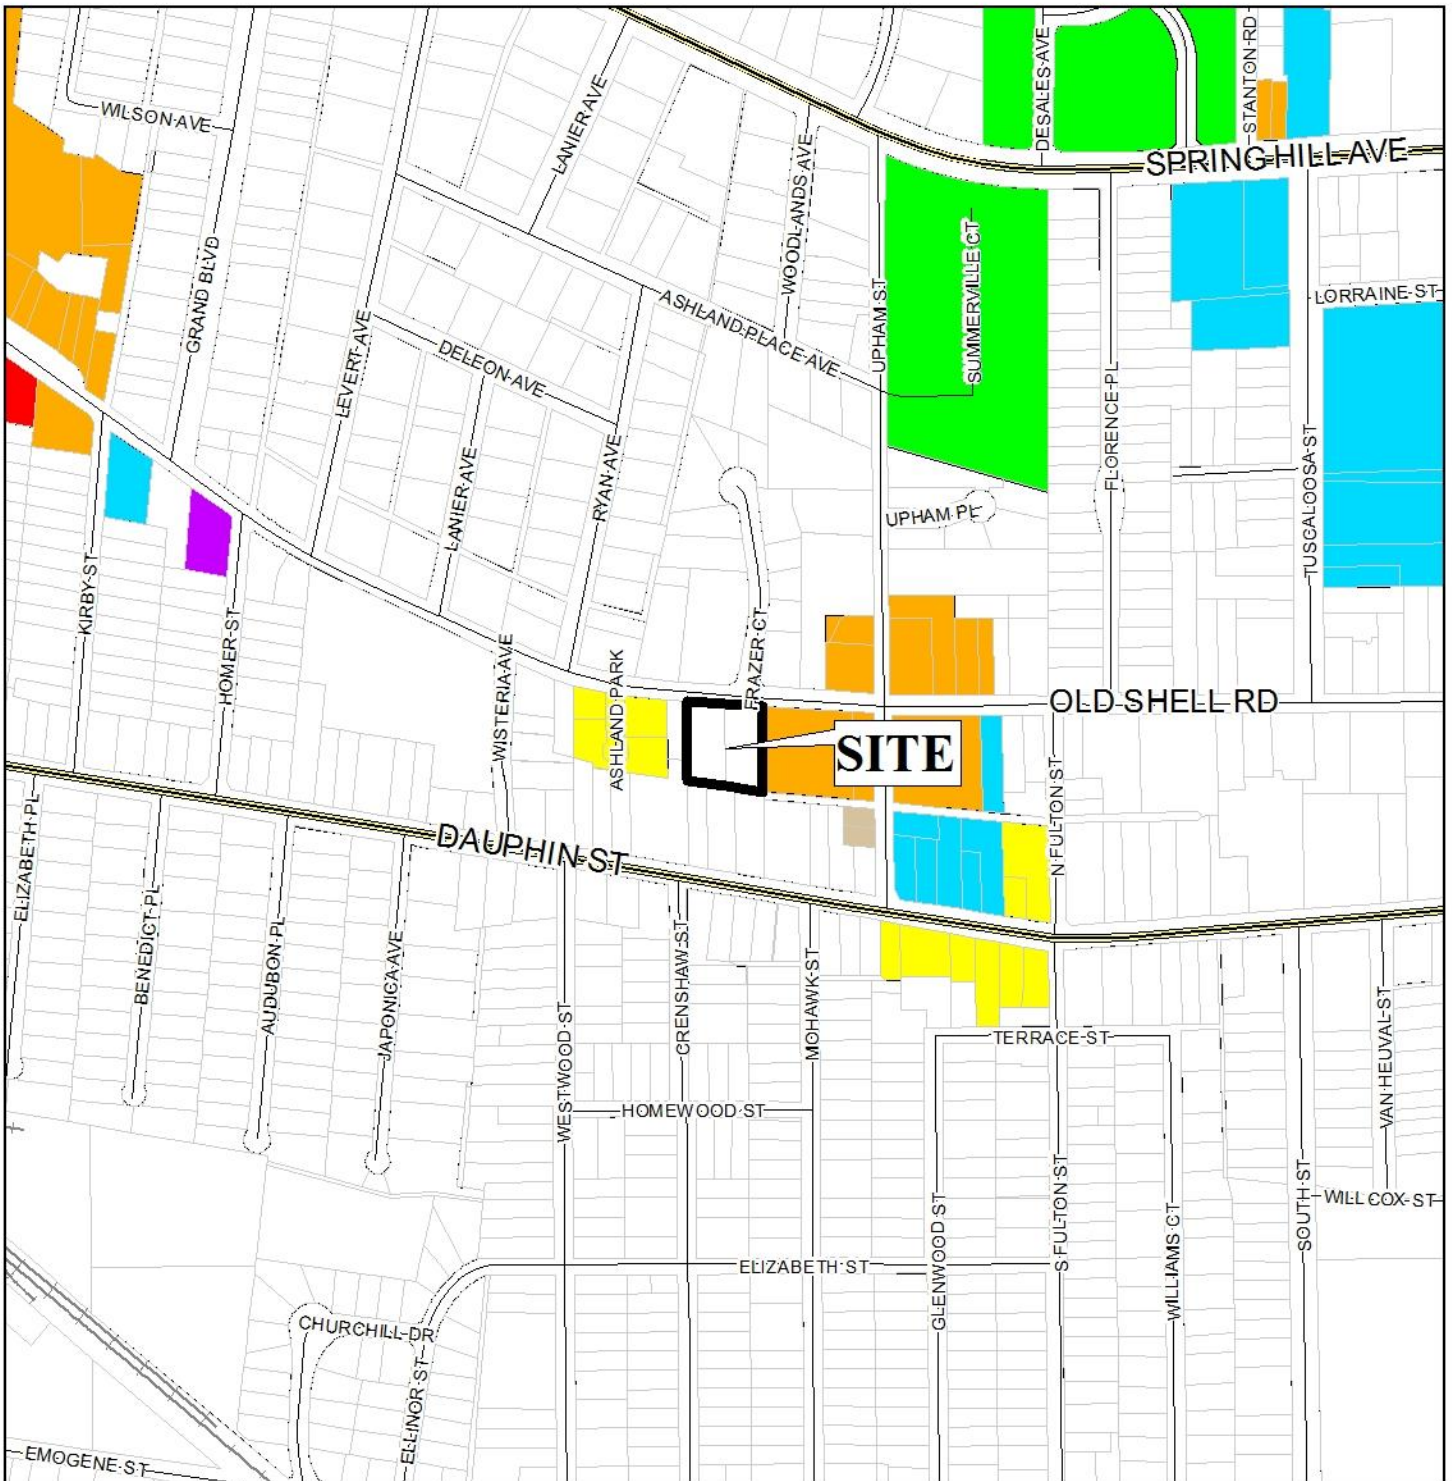 WILSON AVE
LANIER AVE
DESALES AVE
STANTON RD
SPRING HILL AVE
WOODLANDS AVE
GRAND BLVD
SUMMERVILLE CT
UPHAM ST
LORRAINE ST
ASHLAND PLACE AVE
LEVERT AVE
DELEON AVE
FLORENCE PL
TUSCALOOSA ST
RYAN AVE
LANIER AVE
UPHAM PL
KIRBY ST
HOMER ST
FRAZER CT
WISTERIA AVE
ASHLAND PARK
OLD SHELL RD
SITE
N FULTON ST
ELIZABETH PL
DAUPHIN ST
BENEDICT PL
AUDUBON PL
JAPONICA AVE
CRENSHAW ST
MOHAWK ST
WESTWOOD ST
TERRACE ST
VAN HEUVAL ST
HOMEWOOD ST
S FULTON ST
SOUTH ST
WILLCOX ST
GLENWOOD ST
WILLIAMS CT
ELIZABETH ST
CHURCHILL DR
ELLINOR ST
EMOGENE ST